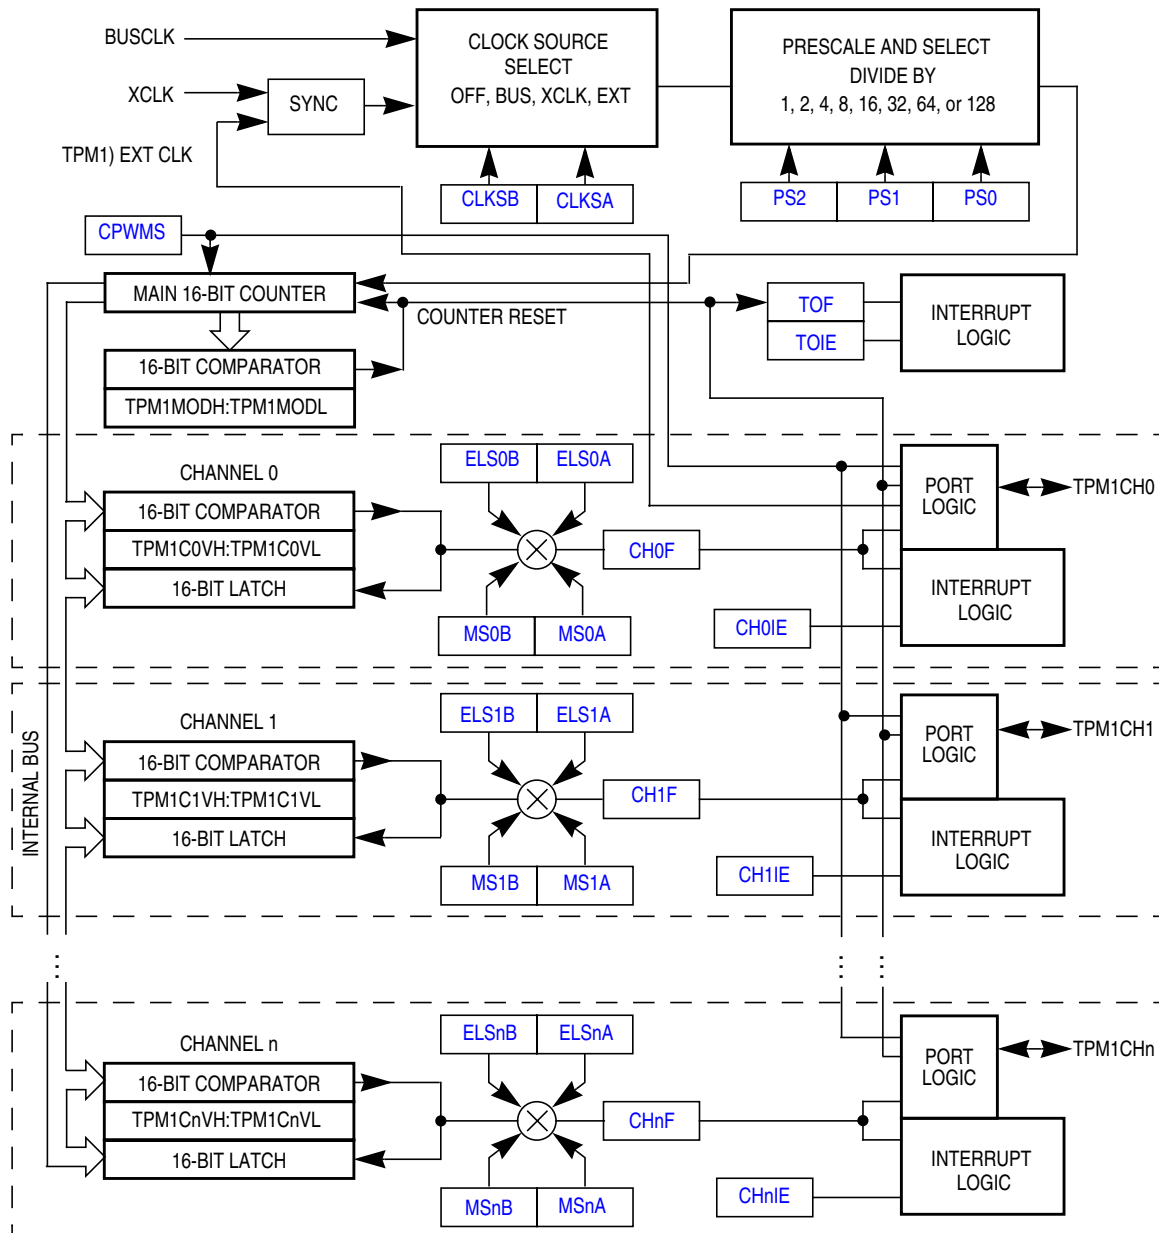 BUSCLK
XCLK
SYNC
TPM1) EXT CLK
CLOCK SOURCE
SELECT
OFF, BUS, XCLK, EXT
PRESCALE AND SELECT
DIVIDE BY
1, 2, 4, 8, 16, 32, 64, or 128
CLKSB
CLKSA
PS2
PS1
PS0
CPWMS
MAIN 16-BIT COUNTER
COUNTER RESET
TOF
TOIE
INTERRUPT
LOGIC
16-BIT COMPARATOR
TPM1MODH:TPM1MODL
CHANNEL 0
16-BIT COMPARATOR
TPM1C0VH:TPM1C0VL
16-BIT LATCH
ELS0B
ELS0A
CH0F
MS0B
MS0A
CH0IE
PORT
LOGIC
TPM1CH0
INTERRUPT
LOGIC
INTERNAL BUS
CHANNEL 1
16-BIT COMPARATOR
TPM1C1VH:TPM1C1VL
16-BIT LATCH
ELS1B
ELS1A
CH1F
MS1B
MS1A
CH1IE
PORT
LOGIC
TPM1CH1
INTERRUPT
LOGIC
...
... ...
CHANNEL n
16-BIT COMPARATOR
TPM1CnVH:TPM1CnVL
16-BIT LATCH
ELSnB
ELSnA
CHnF
MSnB
MSnA
CHnIE
PORT
LOGIC
TPM1CHn
INTERRUPT
LOGIC